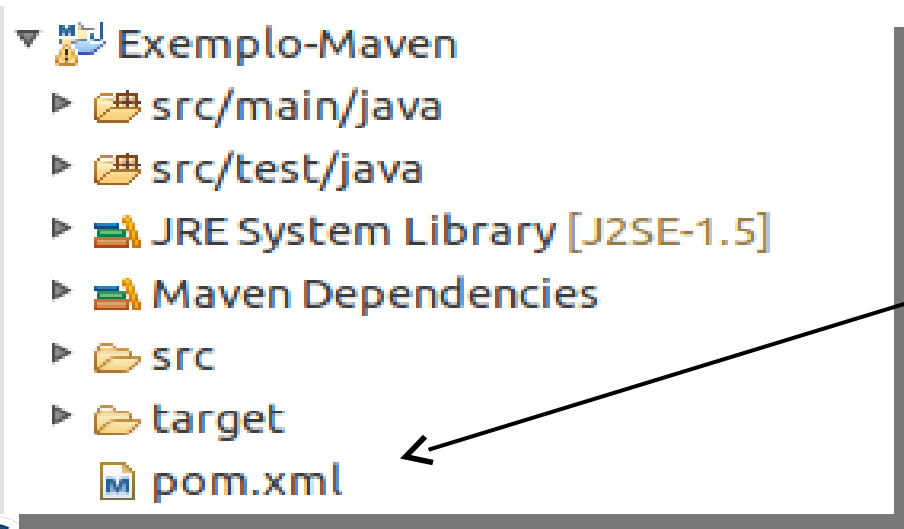 Exemplo-Maven
src/main/java
src/test/java
JRE System Library [J2SE-1.5]
Maven Dependencies
src
target
pom.xml